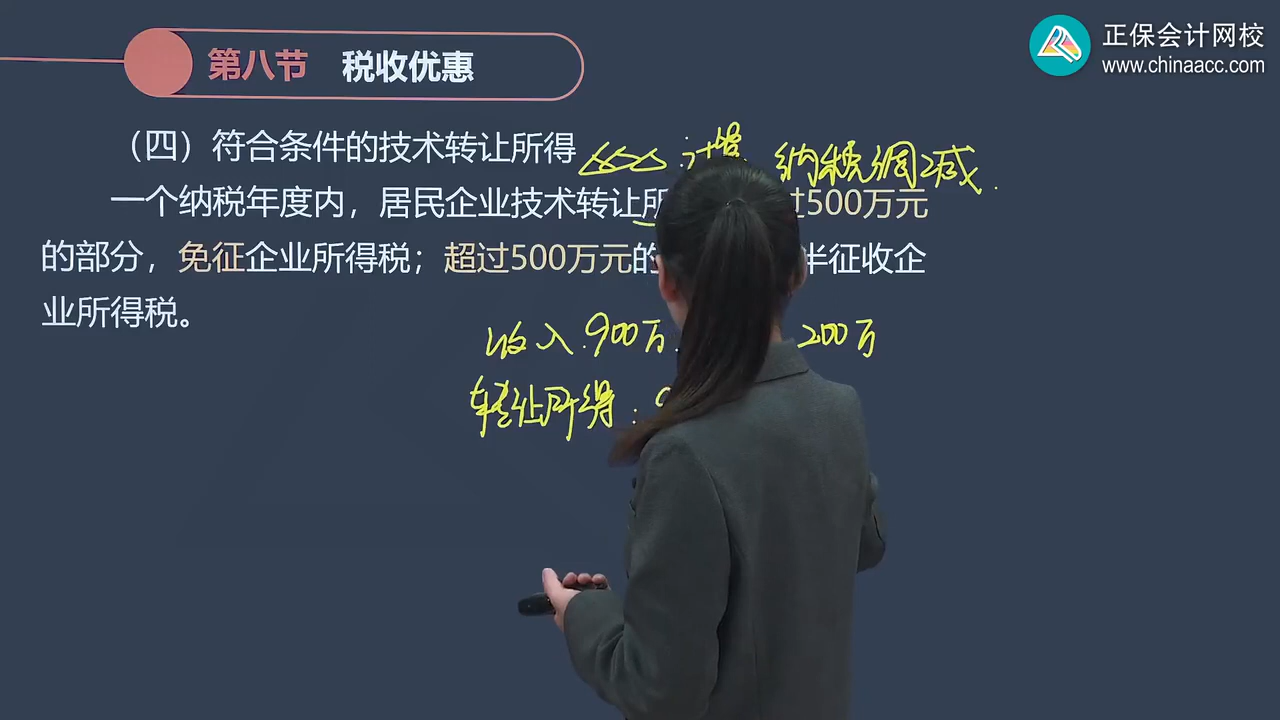 第八节 税收优惠
正保会计网校
www.chinaacc.com
（四）符合条件的技术转让所得
计算 纳税调减
一个纳税年度内，居民企业技术转让所 过500万元
的部分，免征企业所得税；超过500万元的 半征收企
业所得税。
收入900万 200万
转让所得：